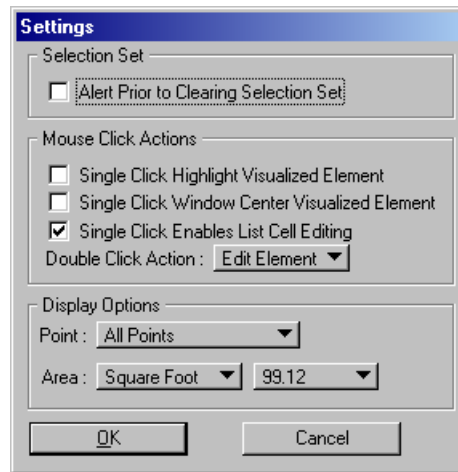 Settings
Selection Set
Alert Prior to Clearing Selection Set
Mouse Click Actions
Single Click Highlight Visualized Element
Single Click Window Center Visualized Element
Single Click Enables List Cell Editing
Double Click Action : Edit Element
Display Options
Point : All Points
Area : Square Foot 99.12
OK Cancel